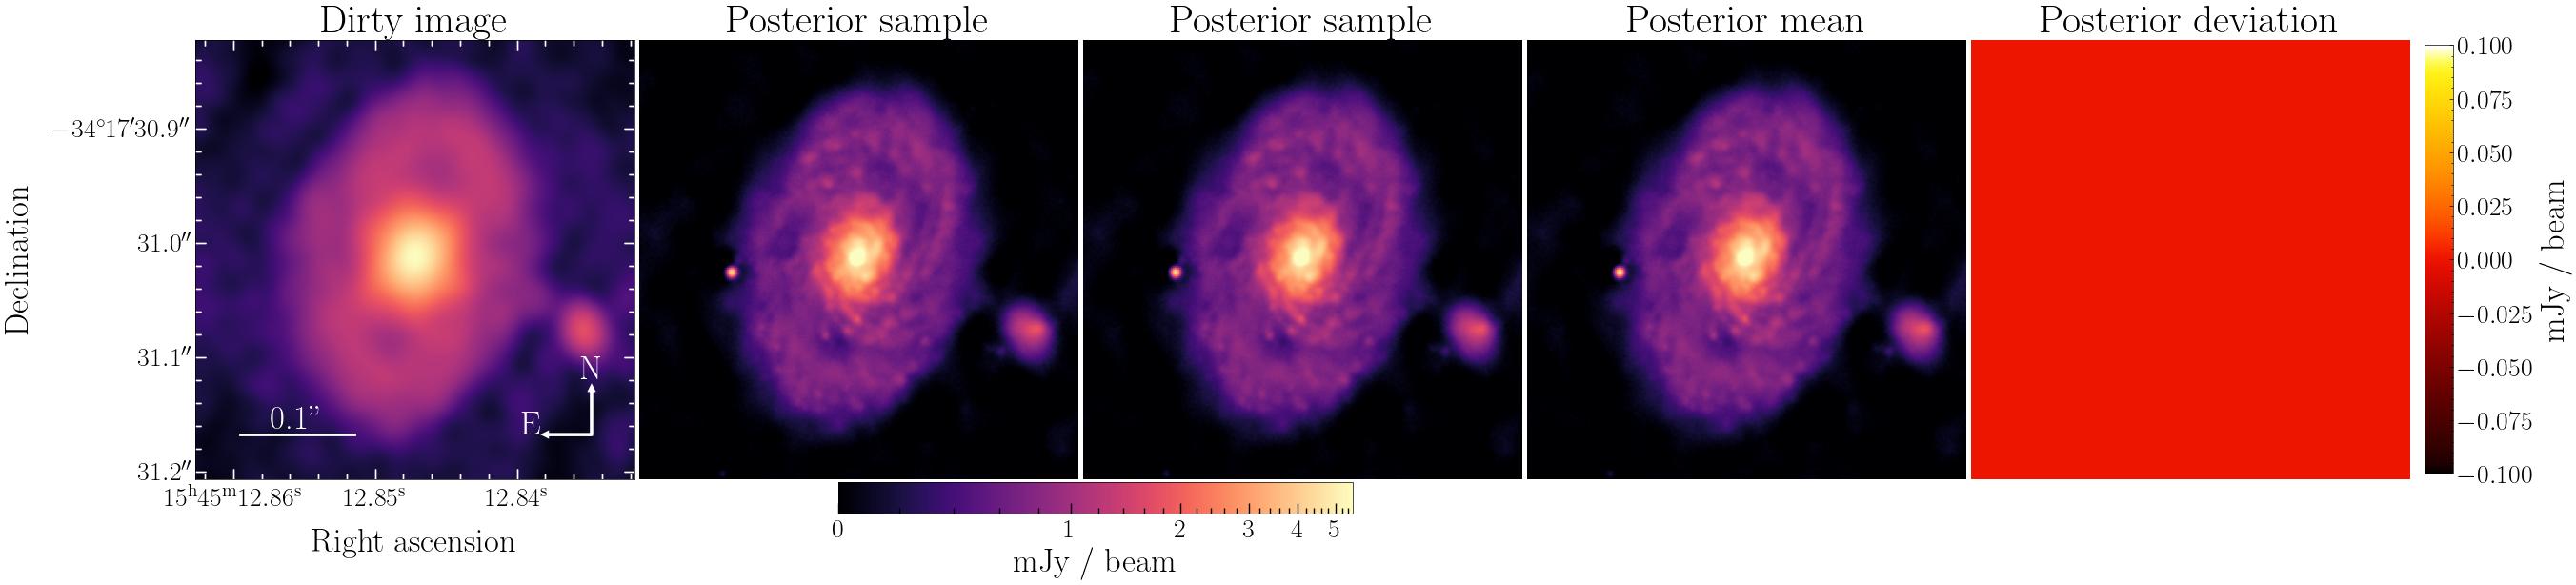 Dirty image
Posterior sample
Posterior sample
Posterior mean
Posterior deviation
Declination
−34°17′30.9″
31.0″
31.1″
31.2″
0.1”
N
E
15ʰ45ᵐ12.86ˢ
12.85ˢ
12.84ˢ
Right ascension
0
1
2
3
4
5
mJy / beam
0.100
0.075
0.050
0.025
0.000
−0.025
−0.050
−0.075
−0.100
mJy / beam